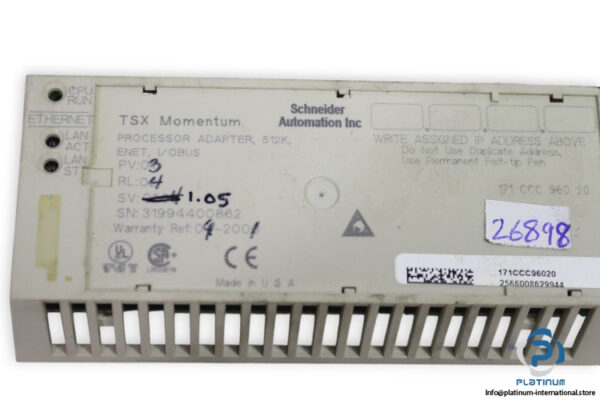 CPU
RUN
ETHERNET
LAN
ACT
LAN
ST
TSX Momentum
PROCESSOR ADAPTER, 512K,
ENET, I/OBUS
PV: 3
RL: 4
SV: 1.05
SN: 31994400862
Warranty Ref:
Schneider
Automation Inc
WRITE ASSIGNED IP ADDRESS ABOVE
Do Not Use Duplicate Address,
Use Permanent Felt-tip Pen
171 CCC 960 20
26898
UL
CE
Made in U S A
171CCC96020
2566008629944
PLATINUM
Info@platinum-international.store